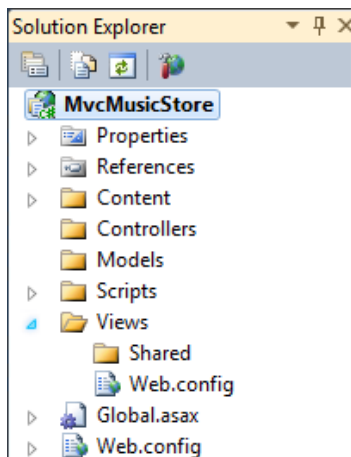 Solution Explorer
MvcMusicStore
Properties
References
Content
Controllers
Models
Scripts
Views
Shared
Web.config
Global.asax
Web.config